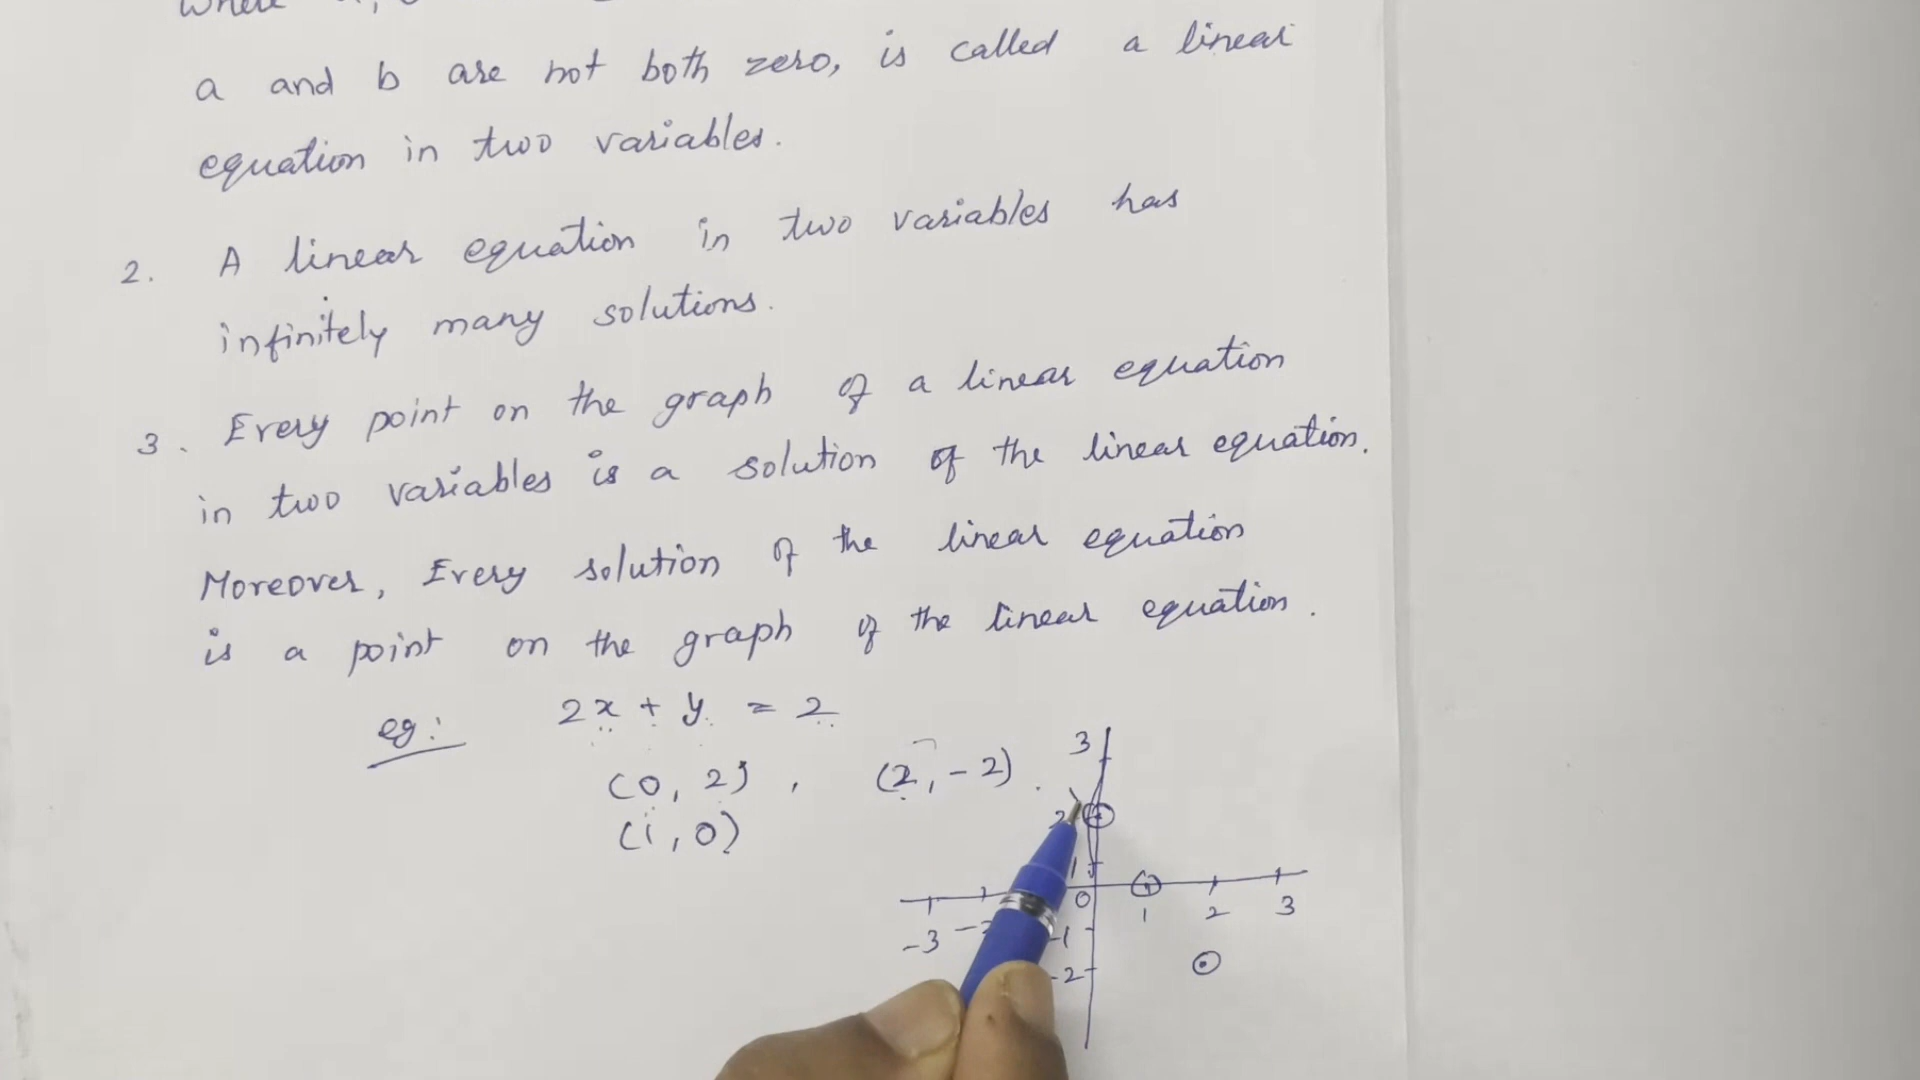 a and b are not both zero, is called a linear
equation in two variables.
2. A linear equation in two variables has
infinitely many solutions.
3. Every point on the graph of a linear equation
in two variables is a solution of the linear equation.
Moreover, Every solution of the linear equation
is a point on the graph of the linear equation.
eg: 2x + y = 2
(0, 2), (2, -2)
(1, 0)
3
2
1
0 1 2 3
-3
-1
-2